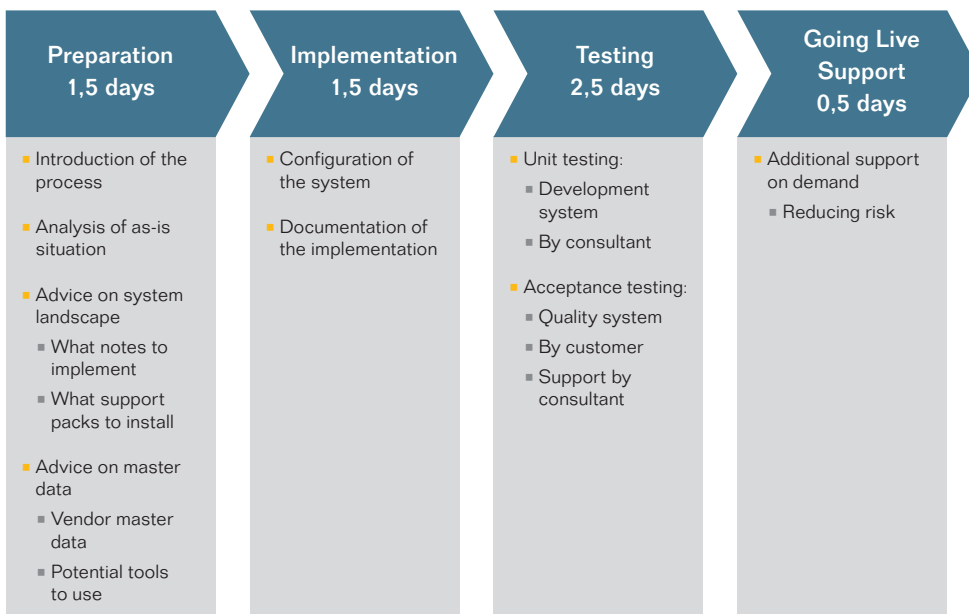 Preparation
1,5 days
Introduction of the
process
Analysis of as-is
situation
Advice on system
landscape
What notes to
implement
What support
packs to install
Advice on master
data
Vendor master
data
Potential tools
to use
Implementation
1,5 days
Configuration of
the system
Documentation of
the implementation
Testing
2,5 days
Unit testing:
Development
system
By consultant
Acceptance testing:
Quality system
By customer
Support by
consultant
Going Live
Support
0,5 days
Additional support
on demand
Reducing risk